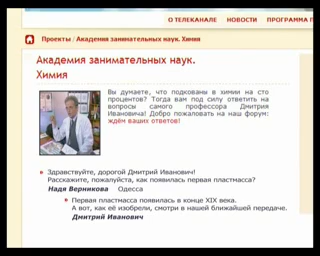 О ТЕЛЕКАНАЛЕ НОВОСТИ ПРОГРАММА
Проекты / Академия занимательных наук. Химия
Академия занимательных наук.
Химия
Вы думаете, что подкованы в химии на сто
процентов? Тогда вам под силу ответить на
вопросы самого профессора Дмитрия
Ивановича! Добро пожаловать на наш форум:
ждём ваших ответов!
Здравствуйте, дорогой Дмитрий Иванович!
Расскажите, пожалуйста, как появилась первая пластмасса?
Надя Верникова Одесса
Первая пластмасса появилась в конце XIX века.
А вот, как её изобрели, смотри в нашей ближайшей передаче.
Дмитрий Иванович